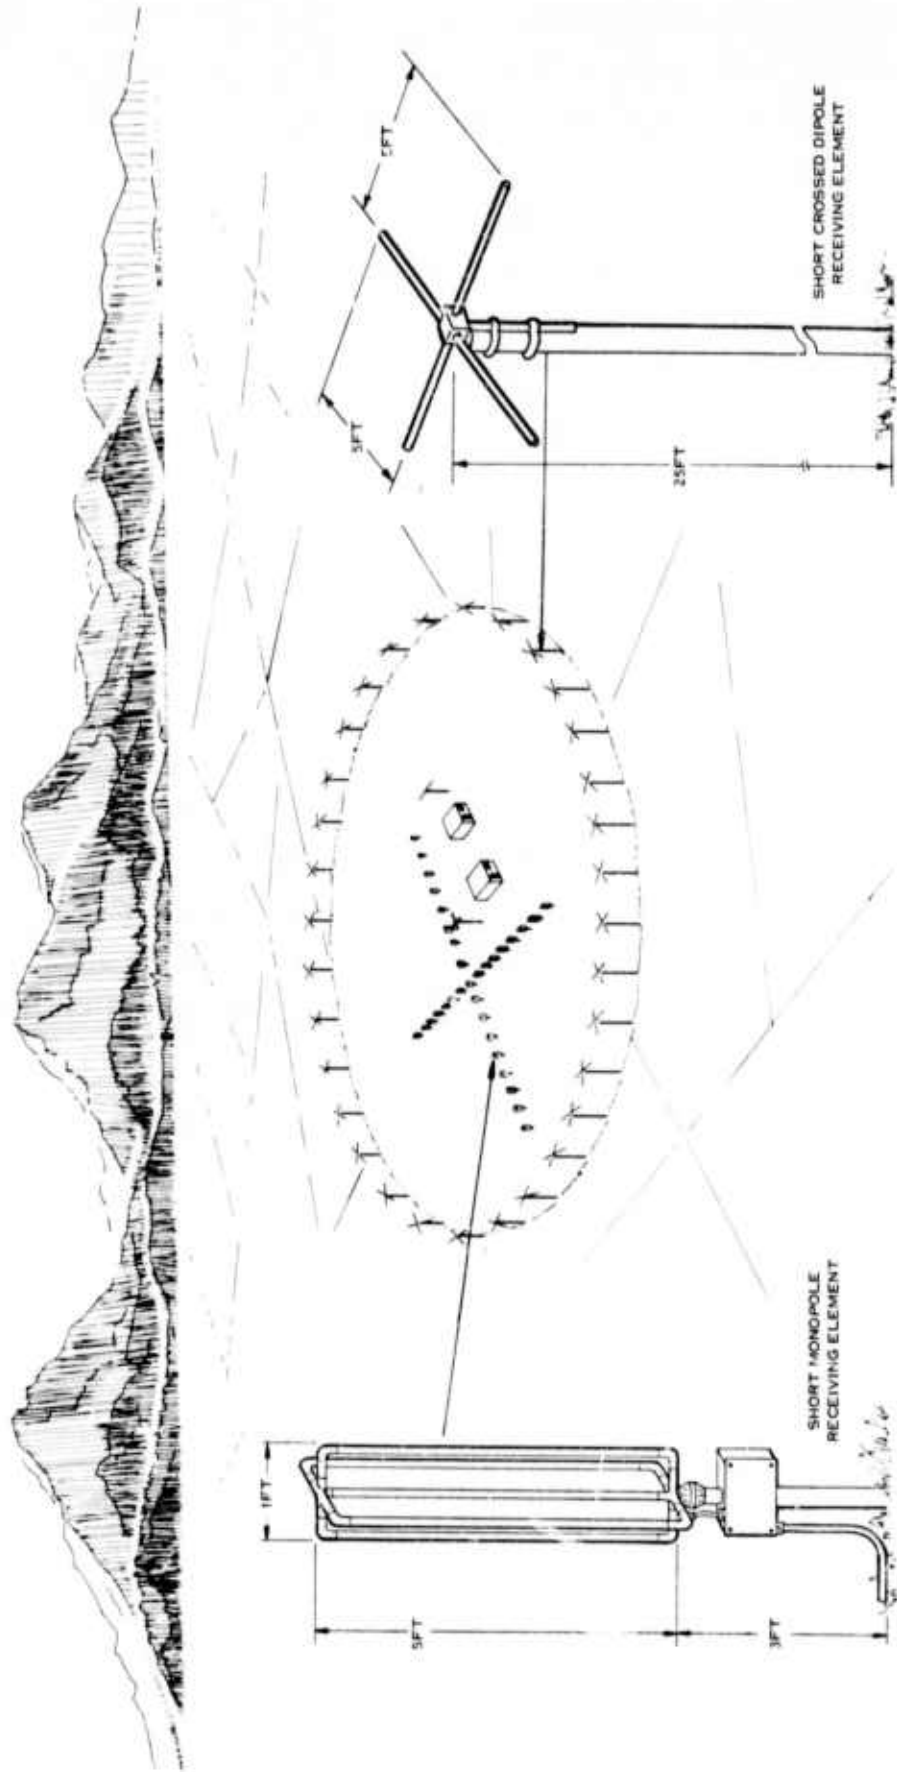 1FT
5FT
3FT
SHORT MONOPOLE
RECEIVING ELEMENT
5FT
5FT
25FT
SHORT CROSSED DIPOLE
RECEIVING ELEMENT